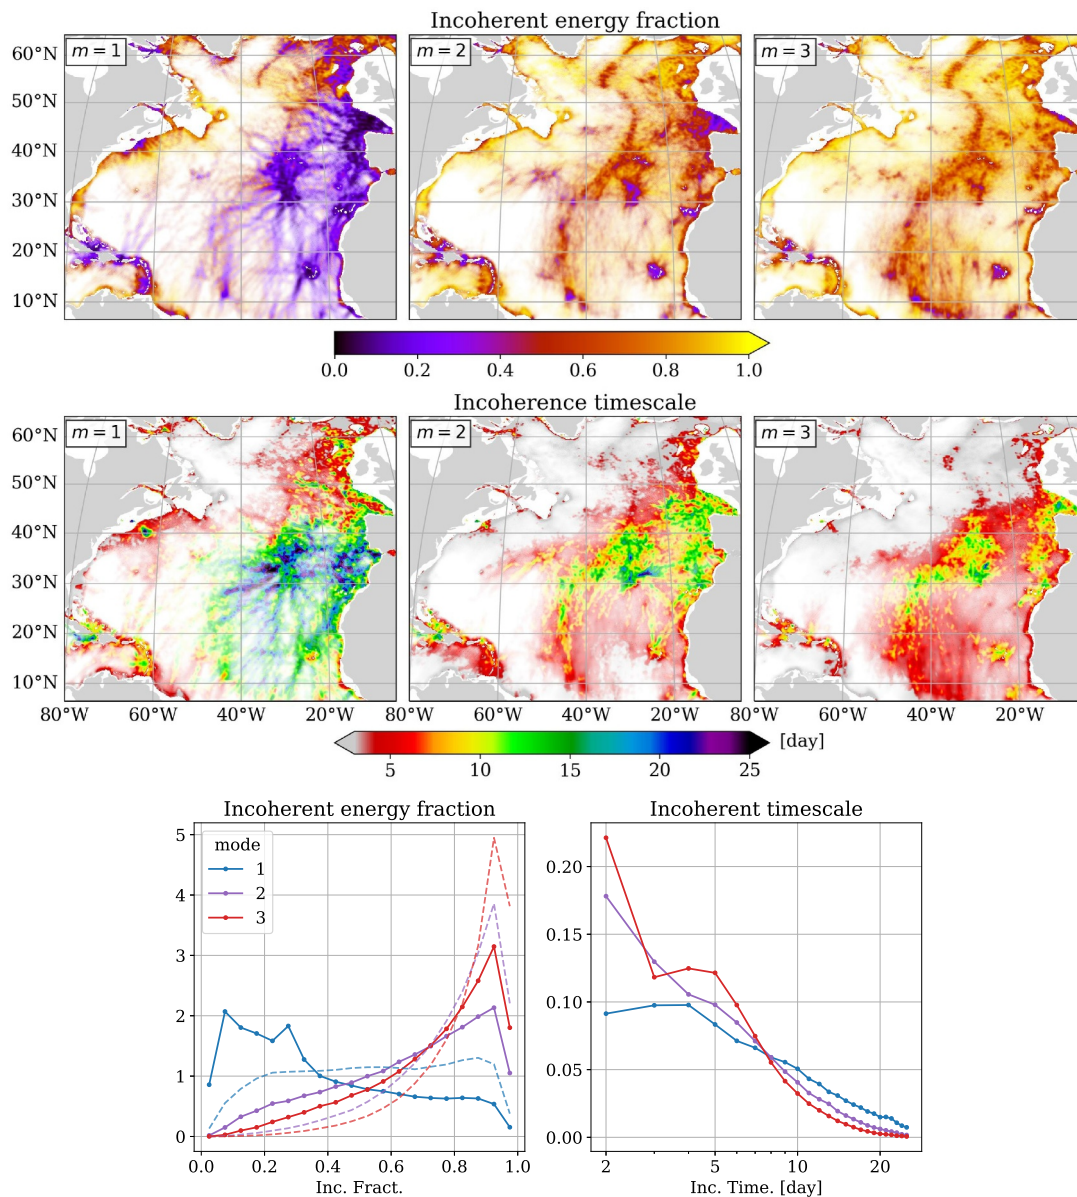 Incoherent energy fraction
m = 1
m = 2
m = 3
60°N
50°N
40°N
30°N
20°N
10°N
0.0 0.2 0.4 0.6 0.8 1.0
Incoherence timescale
m = 1
m = 2
m = 3
60°N
50°N
40°N
30°N
20°N
10°N
80°W 60°W 40°W 20°W 80°W 60°W 40°W 20°W 80°W 60°W 40°W 20°W
5 10 15 20 25 [day]
Incoherent energy fraction
mode
1
2
3
5
4
3
2
1
0
0.0 0.2 0.4 0.6 0.8 1.0
Inc. Fract.
Incoherent timescale
0.20
0.15
0.10
0.05
0.00
2 5 10 20
Inc. Time. [day]